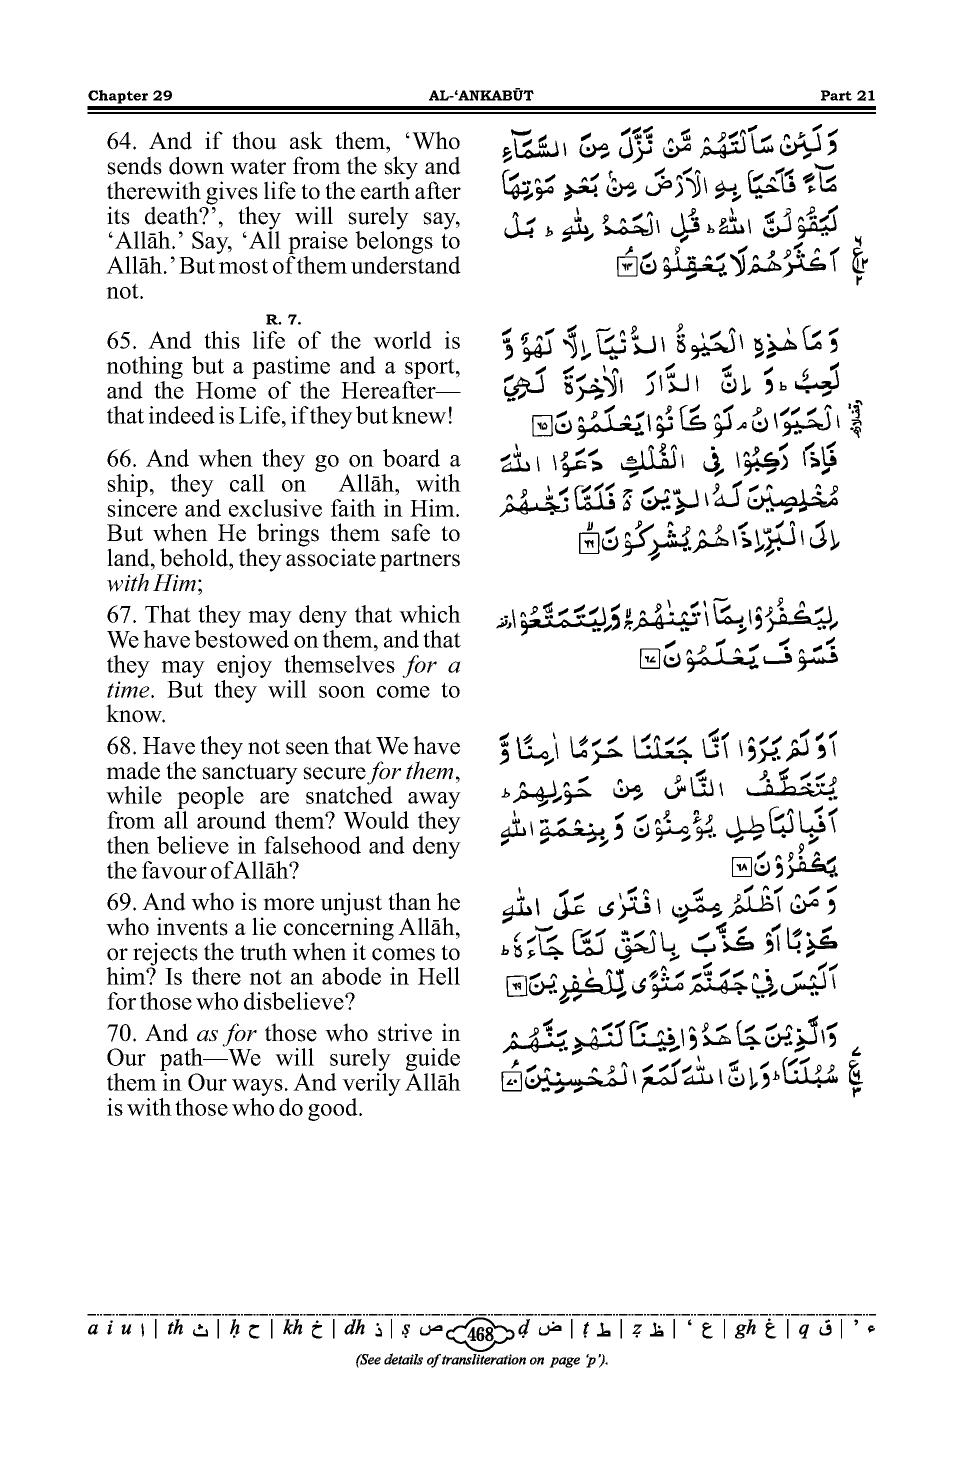 Chapter 29 AL-‘ANKABŪT Part 21
64. And if thou ask them, ‘Who
sends down water from the sky and
therewith gives life to the earth after
its death?’, they will surely say,
‘Allāh.’ Say, ‘All praise belongs to
Allāh.’ But most of them understand
not.
R. 7.
65. And this life of the world is
nothing but a pastime and a sport,
and the Home of the Hereafter—
that indeed is Life, if they but knew!
66. And when they go on board a
ship, they call on Allāh, with
sincere and exclusive faith in Him.
But when He brings them safe to
land, behold, they associate partners
with Him;
67. That they may deny that which
We have bestowed on them, and that
they may enjoy themselves for a
time. But they will soon come to
know.
68. Have they not seen that We have
made the sanctuary secure for them,
while people are snatched away
from all around them? Would they
then believe in falsehood and deny
the favour of Allāh?
69. And who is more unjust than he
who invents a lie concerning Allāh,
or rejects the truth when it comes to
him? Is there not an abode in Hell
for those who disbelieve?
70. And as for those who strive in
Our path—We will surely guide
them in Our ways. And verily Allāh
is with those who do good.
وَلَئِنْ سَاَلْتَهُمْ مَّنْ نَّزَّلَ مِنَ السَّمَآءِ
مَآءً فَاَحْيَا بِهِ الْاَرْضَ مِنْۢ بَعْدِ مَوْتِهَا
لَيَقُوْلُنَّ اللّٰهُ ؕ قُلِ الْحَمْدُ لِلّٰهِ ؕ بَلْ
اَكْثَرُهُمْ لَا يَعْقِلُوْنَ
وَمَا هٰذِهِ الْحَيٰوةُ الدُّنْيَاۤ اِلَّا لَهْوٌ وَّ
لَعِبٌ ؕ وَ اِنَّ الدَّارَ الْاٰخِرَةَ لَهِيَ
الْحَيَوَانُ ۘ لَوْ كَانُوْا يَعْلَمُوْنَ ﴿۶۵﴾
فَاِذَا رَكِبُوْا فِي الْفُلْكِ دَعَوُا اللّٰهَ
مُخْلِصِيْنَ لَهُ الدِّيْنَ ۚ فَلَمَّا نَجّٰىهُمْ
اِلَى الْبَرِّ اِذَا هُمْ يُشْرِكُوْنَ ﴿۶۶﴾
لِيَكْفُرُوْا بِمَاۤ اٰتَيْنٰهُمْ ۙ وَلِيَتَمَتَّعُوْا
فَسَوْفَ يَعْلَمُوْنَ ﴿۶۷﴾
اَوَلَمْ يَرَوْا اَنَّا جَعَلْنَا حَرَمًا اٰمِنًا وَّ
يُتَخَطَّفُ النَّاسُ مِنْ حَوْلِهِمْ ؕ
اَفَبِالْبَاطِلِ يُؤْمِنُوْنَ وَ بِنِعْمَةِ اللّٰهِ
يَكْفُرُوْنَ ﴿۶۸﴾
وَمَنْ اَظْلَمُ مِمَّنِ افْتَرٰى عَلَى اللّٰهِ
كَذِبًا اَوْ كَذَّبَ بِالْحَقِّ لَمَّا جَآءَهٗ ؕ
اَلَيْسَ فِيْ جَهَنَّمَ مَثْوًى لِّلْكٰفِرِيْنَ ﴿۶۹﴾
وَالَّذِيْنَ جَاهَدُوْا فِيْنَا لَنَهْدِيَنَّهُمْ
سُبُلَنَا ؕ وَاِنَّ اللّٰهَ لَمَعَ الْمُحْسِنِيْنَ ﴿۷۰﴾
a i u ا | th ث | ḥ ح | kh خ | dh ذ | ṣ ص 468 ḍ ض | ṭ ط | ẓ ظ | ‘ ع | gh غ | q ق | ’ ء
(See details of transliteration on page ‘p’).